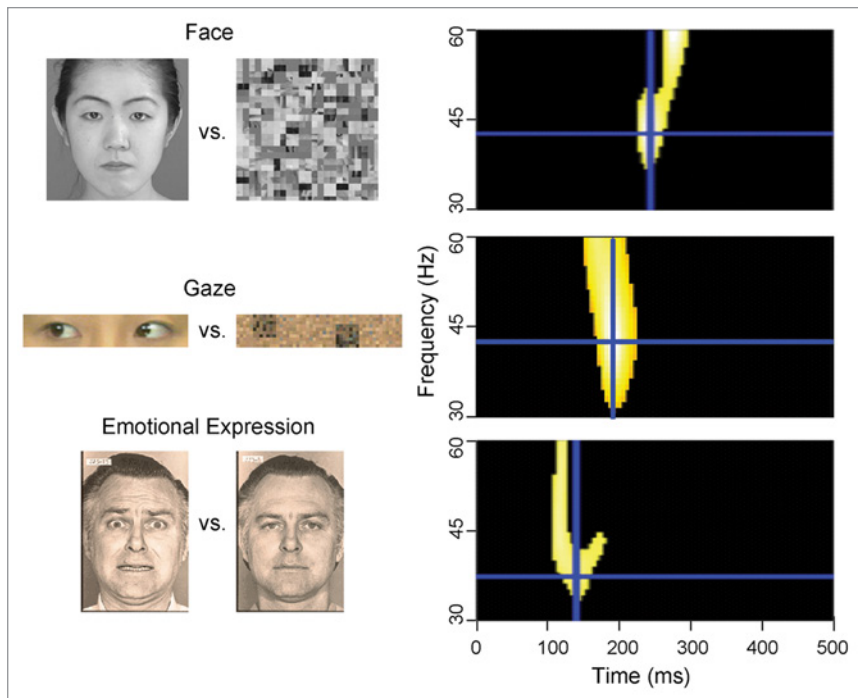 Face
vs.
60
45
30
Gaze
vs.
60
45
30
Frequency (Hz)
Emotional Expression
vs.
60
45
30
0 100 200 300 400 500
Time (ms)